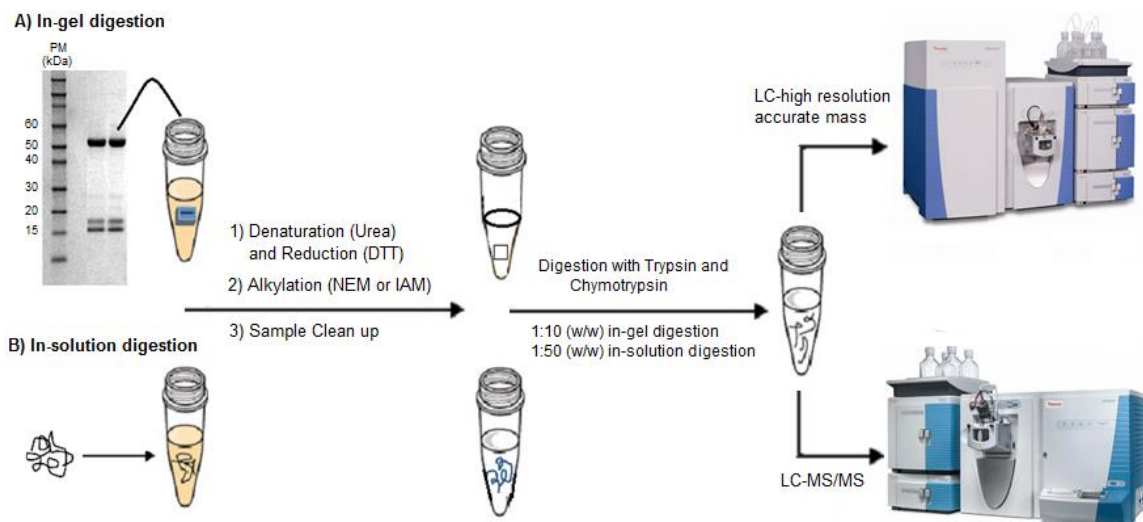 A) In-gel digestion
PM
(kDa)
60
50
40
30
20
15
1) Denaturation (Urea)
and Reduction (DTT)
2) Alkylation (NEM or IAM)
3) Sample Clean up
B) In-solution digestion
Digestion with Trypsin and
Chymotrypsin
1:10 (w/w) in-gel digestion
1:50 (w/w) in-solution digestion
LC-high resolution
accurate mass
LC-MS/MS